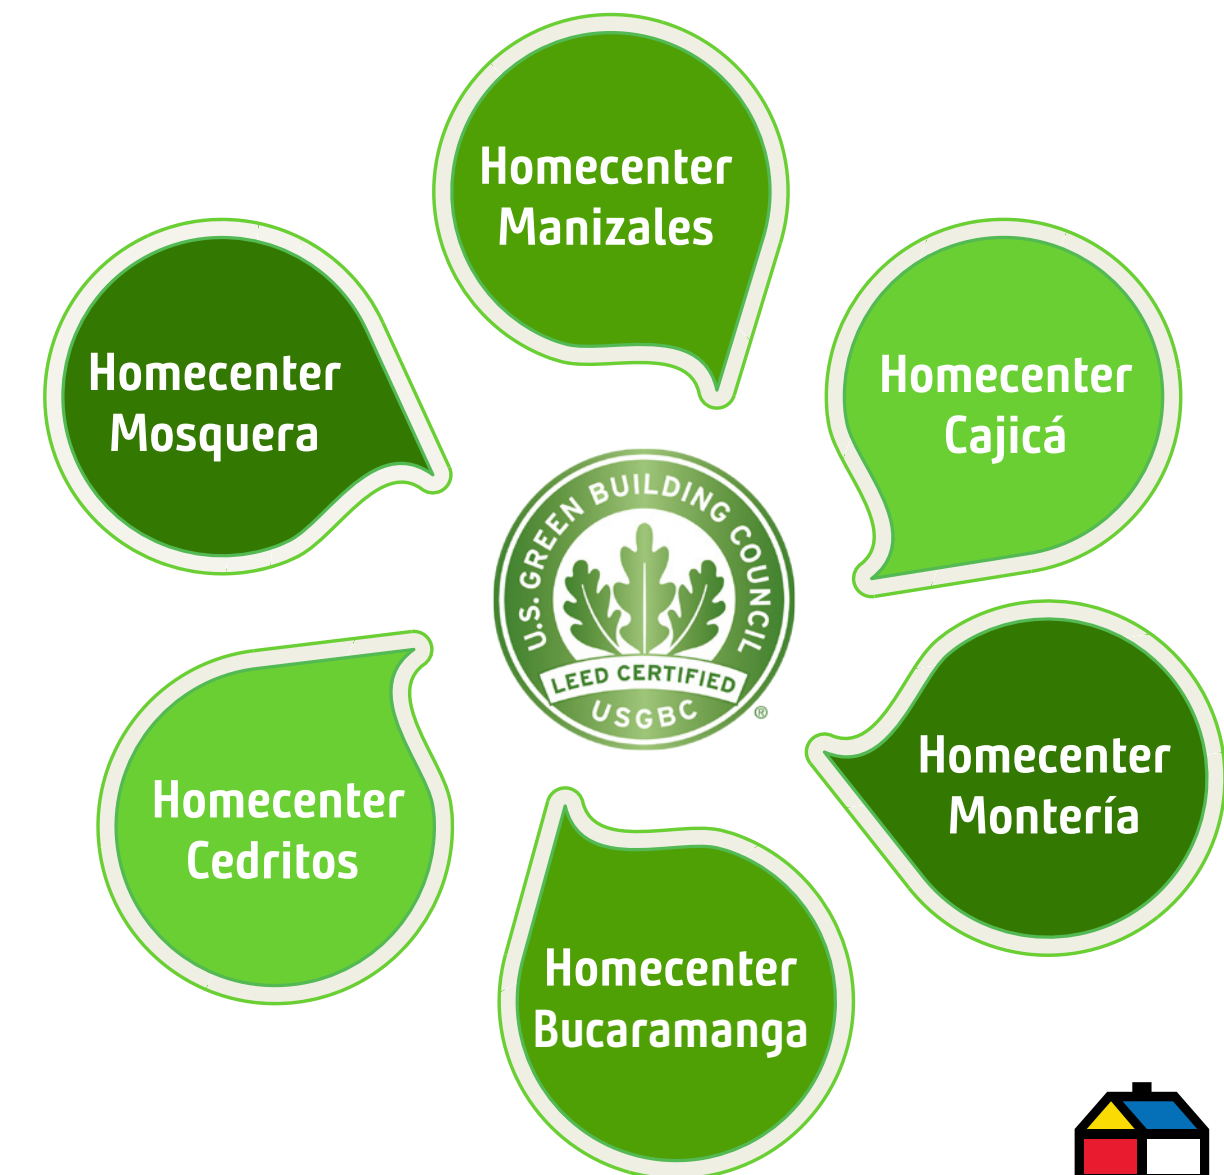 Homecenter
Manizales
Homecenter
Mosquera
Homecenter
Cajicá
U.S. GREEN BUILDING COUNCIL
LEED CERTIFIED
USGBC
®
Homecenter
Montería
Homecenter
Cedritos
Homecenter
Bucaramanga